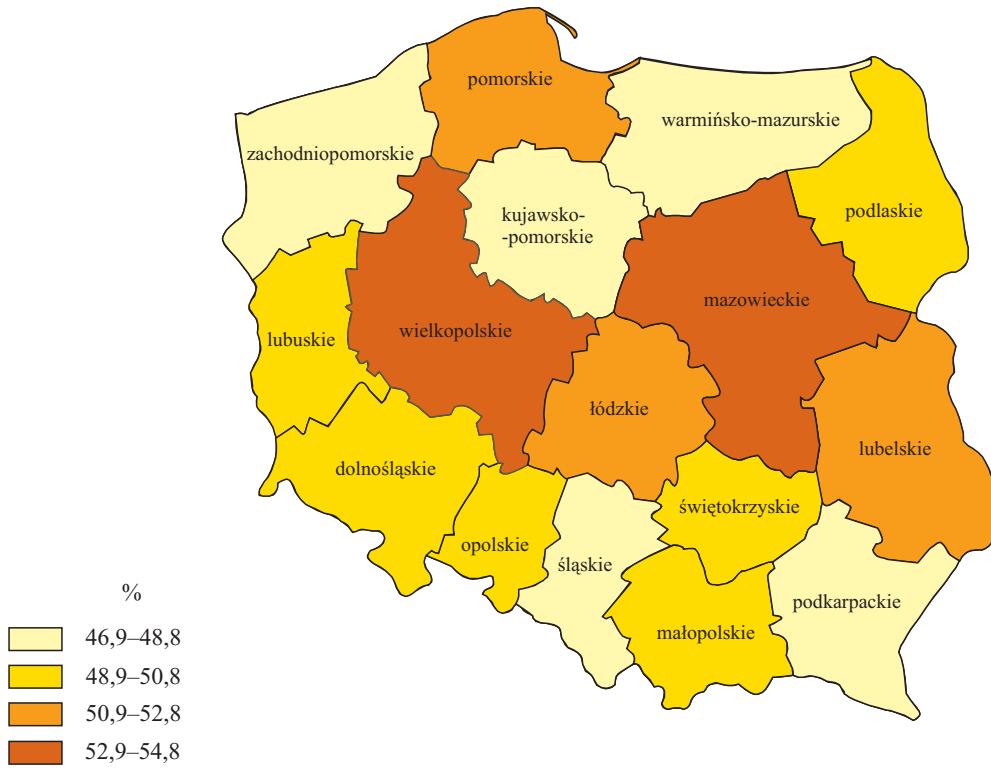 pomorskie
warmińsko-mazurskie
zachodniopomorskie
podlaskie
kujawsko-
-pomorskie
mazowieckie
wielkopolskie
lubuskie
łódzkie
lubelskie
dolnośląskie
świętokrzyskie
opolskie
śląskie
podkarpackie
małopolskie
%
46,9–48,8
48,9–50,8
50,9–52,8
52,9–54,8